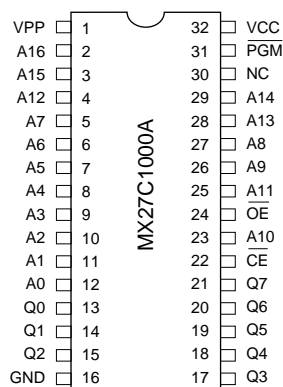 VPP 1 32 VCC
A16 2 31 P̅G̅M̅
A15 3 30 NC
A12 4 29 A14
A7 5 28 A13
A6 6 27 A8
A5 7 26 A9
A4 8 25 A11
A3 9 24 O̅E̅
A2 10 23 A10
A1 11 22 C̅E̅
A0 12 21 Q7
Q0 13 20 Q6
Q1 14 19 Q5
Q2 15 18 Q4
GND 16 17 Q3
MX27C1000A